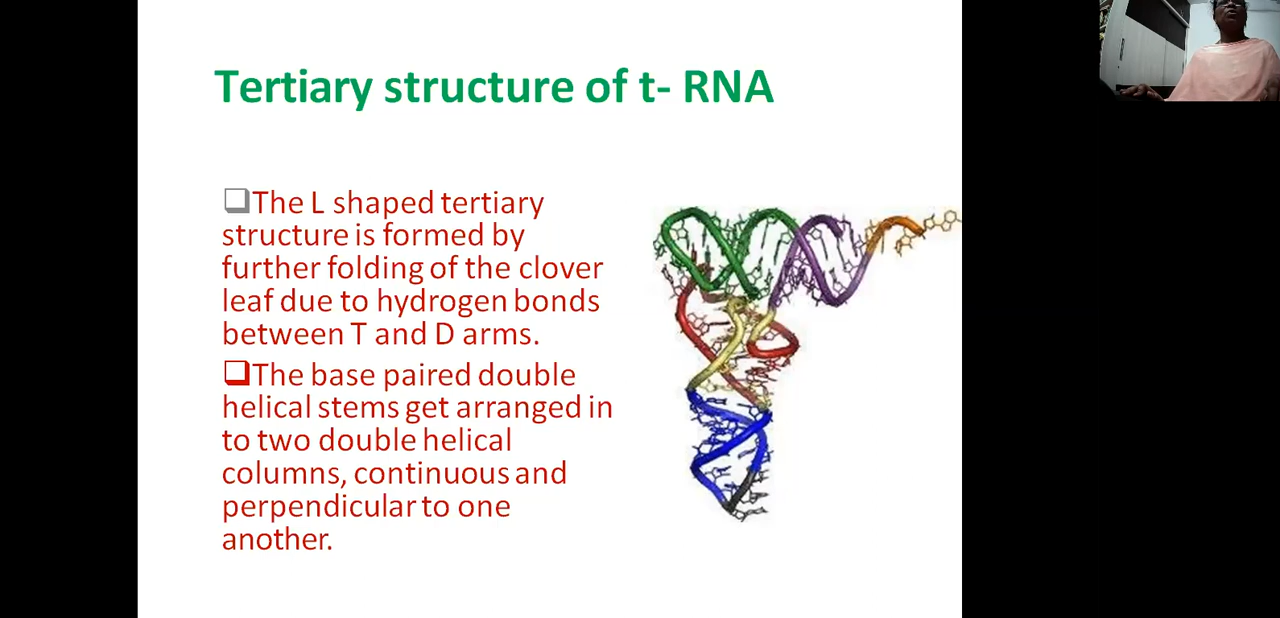 Tertiary structure of t- RNA
The L shaped tertiary
structure is formed by
further folding of the clover
leaf due to hydrogen bonds
between T and D arms.
The base paired double
helical stems get arranged in
to two double helical
columns, continuous and
perpendicular to one
another.